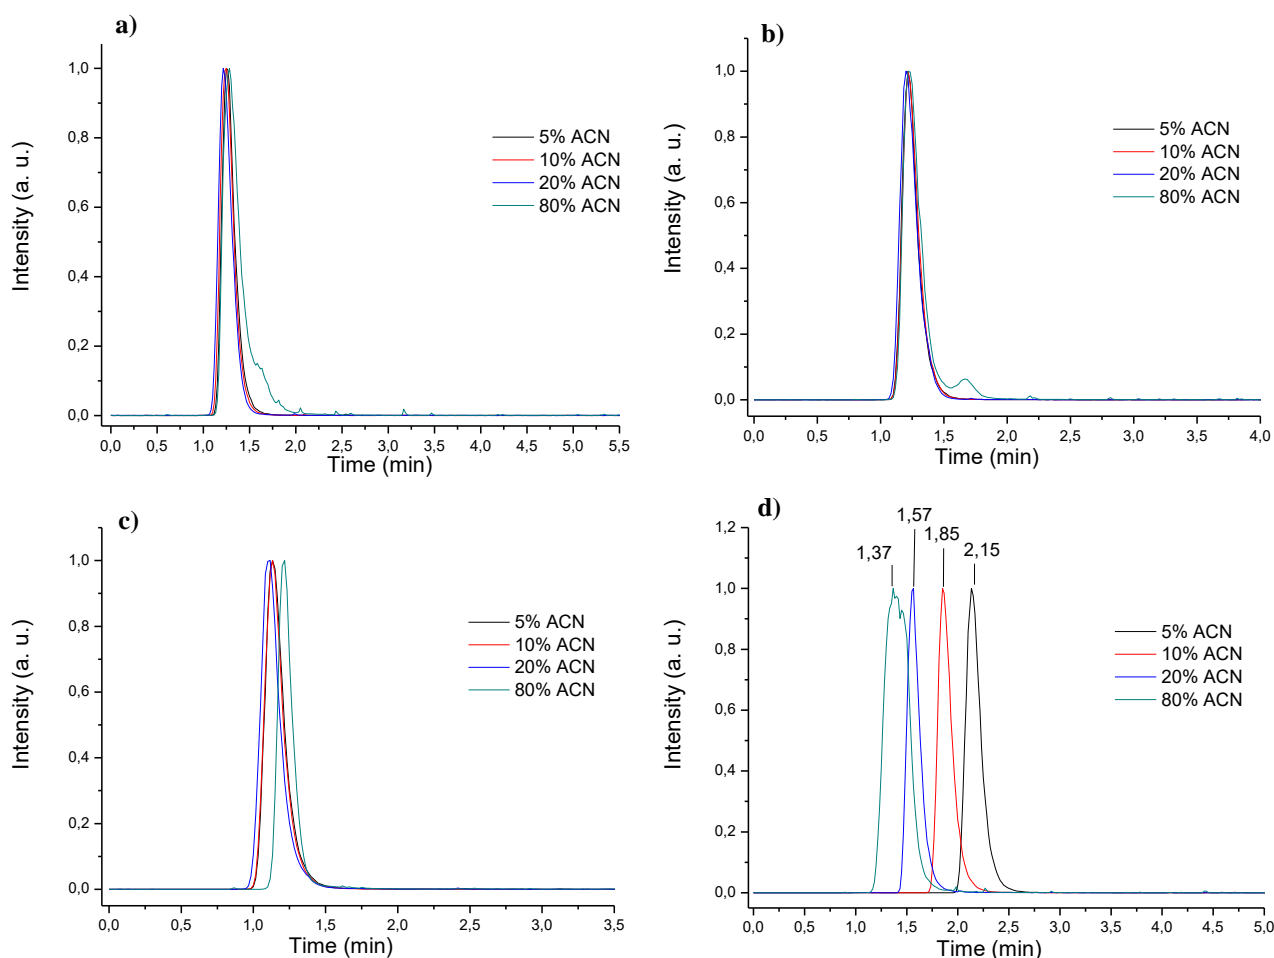 a)
Intensity (a. u.)
1,0
0,8
0,6
0,4
0,2
0,0
0,0 0,5 1,0 1,5 2,0 2,5 3,0 3,5 4,0 4,5 5,0 5,5
Time (min)
5% ACN
10% ACN
20% ACN
80% ACN
b)
Intensity (a. u.)
1,0
0,8
0,6
0,4
0,2
0,0
0,0 0,5 1,0 1,5 2,0 2,5 3,0 3,5 4,0
Time (min)
5% ACN
10% ACN
20% ACN
80% ACN
c)
Intensity (a. u.)
1,0
0,8
0,6
0,4
0,2
0,0
0,0 0,5 1,0 1,5 2,0 2,5 3,0 3,5
Time (min)
5% ACN
10% ACN
20% ACN
80% ACN
d)
Intensity (a. u.)
1,2
1,0
0,8
0,6
0,4
0,2
0,0
1,37
1,57
1,85
2,15
0,0 0,5 1,0 1,5 2,0 2,5 3,0 3,5 4,0 4,5 5,0
Time (min)
5% ACN
10% ACN
20% ACN
80% ACN